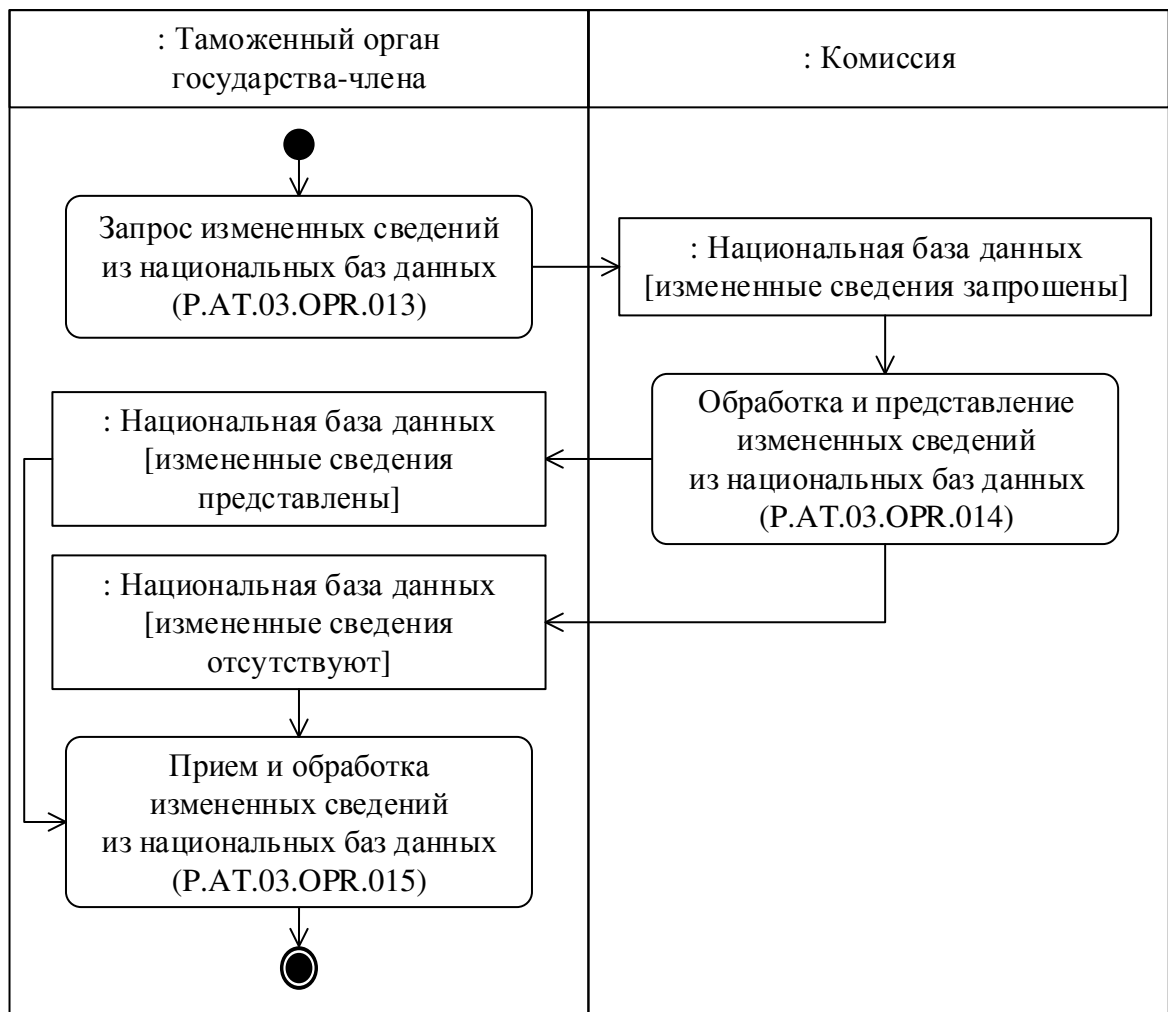 : Таможенный орган
государства-члена
: Комиссия
Запрос измененных сведений
из национальных баз данных
(P.AT.03.OPR.013)
: Национальная база данных
[измененные сведения запрошены]
Обработка и представление
измененных сведений
из национальных баз данных
(P.AT.03.OPR.014)
: Национальная база данных
[измененные сведения
представлены]
: Национальная база данных
[измененные сведения
отсутствуют]
Прием и обработка
измененных сведений
из национальных баз данных
(P.AT.03.OPR.015)